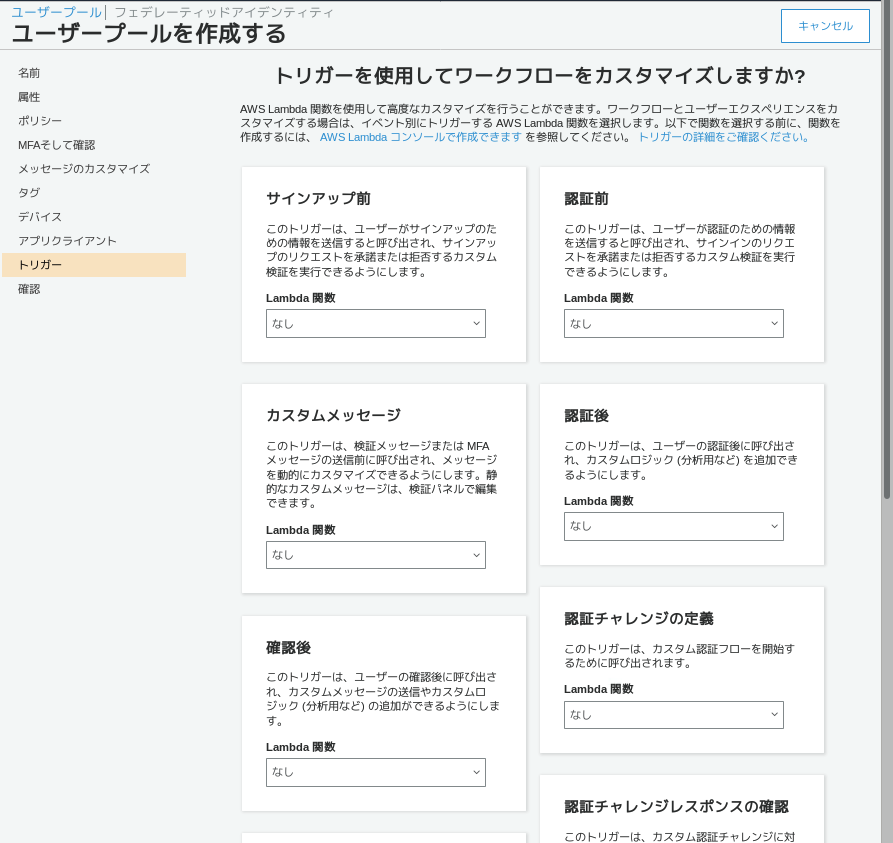 ユーザープール| フェデレーティッドアイデンティティ
ユーザープールを作成する
キャンセル
名前
属性
ポリシー
MFAそして確認
メッセージのカスタマイズ
タグ
デバイス
アプリクライアント
トリガー
確認
トリガーを使用してワークフローをカスタマイズしますか?
AWS Lambda 関数を使用して高度なカスタマイズを行うことができます。ワークフローとユーザーエクスペリエンスをカ
スタマイズする場合は、イベント別にトリガーする AWS Lambda 関数を選択します。以下で関数を選択する前に、関数を
作成するには、 AWS Lambda コンソールで作成できます を参照してください。 トリガーの詳細をご確認ください。
サインアップ前
このトリガーは、ユーザーがサインアップのた
めの情報を送信すると呼び出され、サインアッ
プのリクエストを承諾または拒否するカスタム
検証を実行できるようにします。
Lambda 関数
なし
カスタムメッセージ
このトリガーは、検証メッセージまたは MFA
メッセージの送信前に呼び出され、メッセージ
を動的にカスタマイズできるようにします。静
的なカスタムメッセージは、検証パネルで編集
できます。
Lambda 関数
なし
確認後
このトリガーは、ユーザーの確認後に呼び出さ
れ、カスタムメッセージの送信やカスタムロ
ジック (分析用など) の追加ができるようにしま
す。
Lambda 関数
なし
認証前
このトリガーは、ユーザーが認証のための情報
を送信すると呼び出され、サインインのリクエ
ストを承諾または拒否するカスタム検証を実行
できるようにします。
Lambda 関数
なし
認証後
このトリガーは、ユーザーの認証後に呼び出さ
れ、カスタムロジック (分析用など) を追加でき
るようにします。
Lambda 関数
なし
認証チャレンジの定義
このトリガーは、カスタム認証フローを開始す
るために呼び出されます。
Lambda 関数
なし
認証チャレンジレスポンスの確認
このトリガーは、カスタム認証チャレンジに対